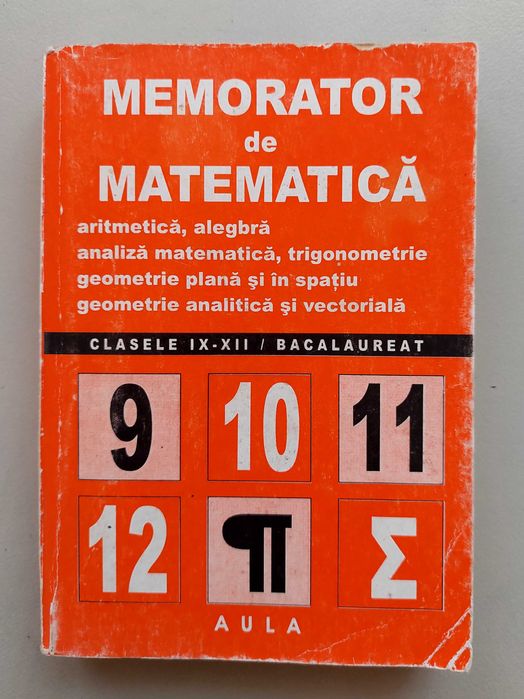 MEMORATOR
de
MATEMATICĂ
aritmetică, alegbră
analiză matematică, trigonometrie
geometrie plană şi în spaţiu
geometrie analitică şi vectorială
CLASELE IX-XII / BACALAUREAT
9 10 11
12 ¶ Σ
AULA